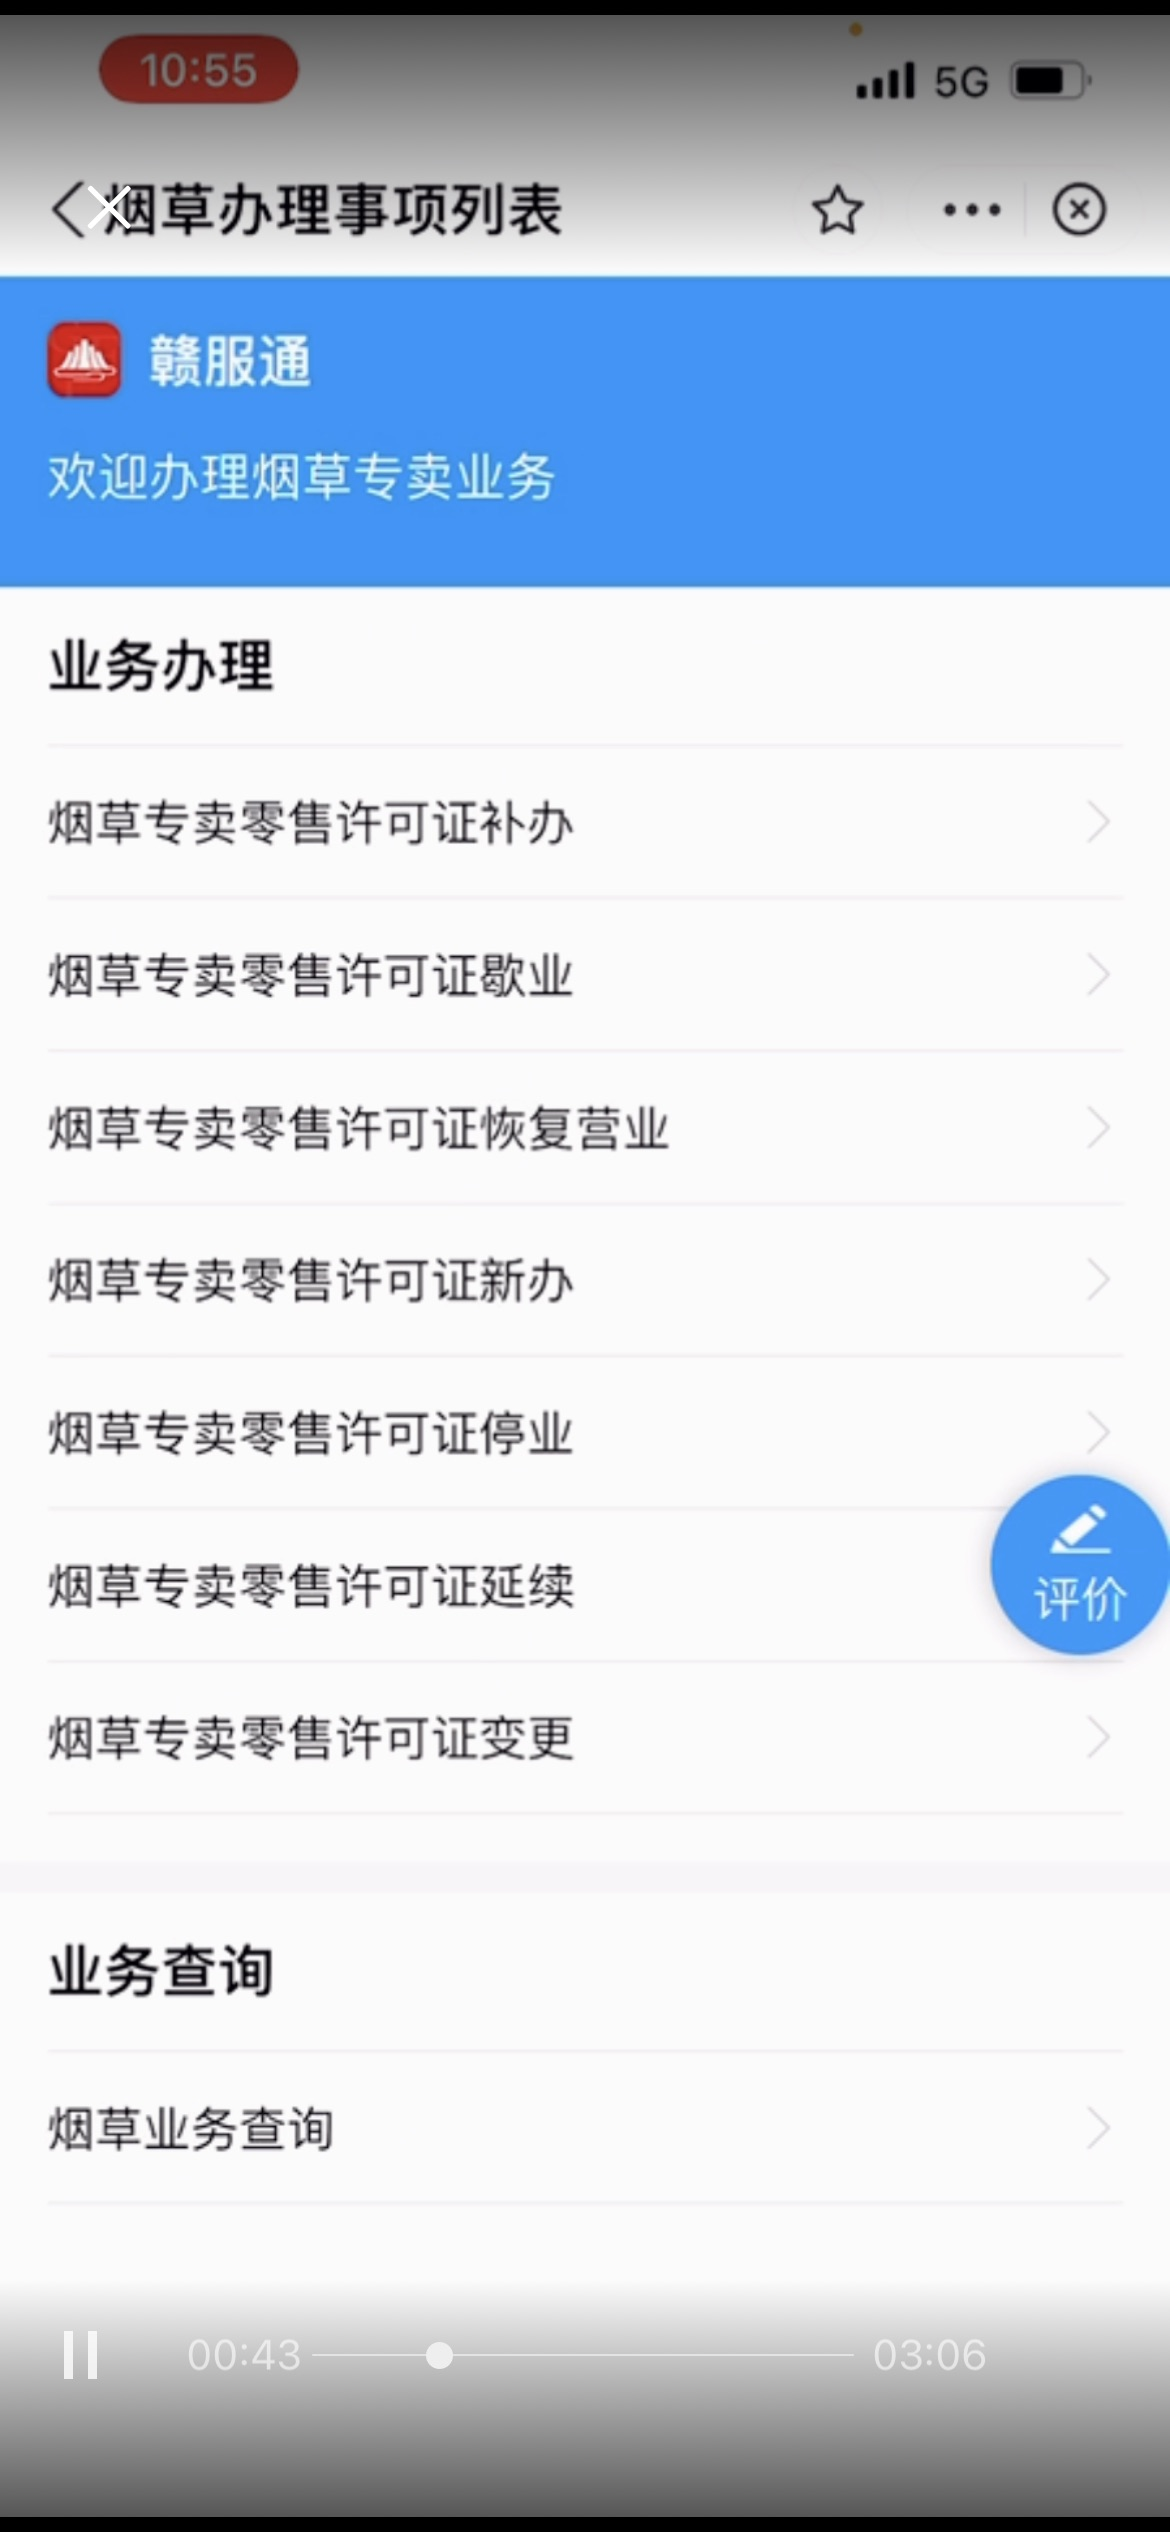 10:55
5G
烟草办理事项列表
赣服通
欢迎办理烟草专卖业务
业务办理
烟草专卖零售许可证补办
烟草专卖零售许可证歇业
烟草专卖零售许可证恢复营业
烟草专卖零售许可证新办
烟草专卖零售许可证停业
烟草专卖零售许可证延续
评价
烟草专卖零售许可证变更
业务查询
烟草业务查询
00:43
03:06